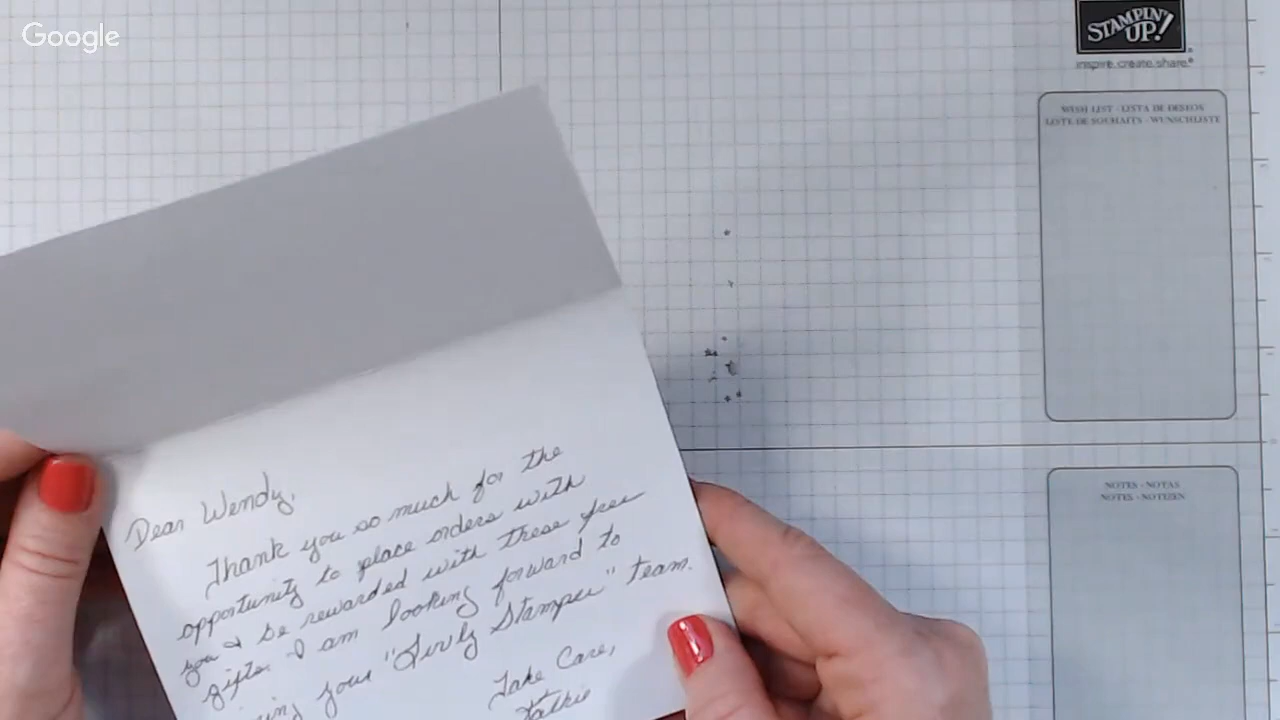 Google
STAMPIN' UP!
inspire.create.share.®
WISH LIST · LISTA DE DESEOS
LISTE DE SOUHAITS · WUNSCHLISTE
NOTES · NOTAS
NOTES · NOTIZEN
Dear Wendy,
Thank you so much for the
opportunity to place orders with
you & be rewarded with these free
gifts. I am looking forward to
your " Stamper" team.
Take Care,